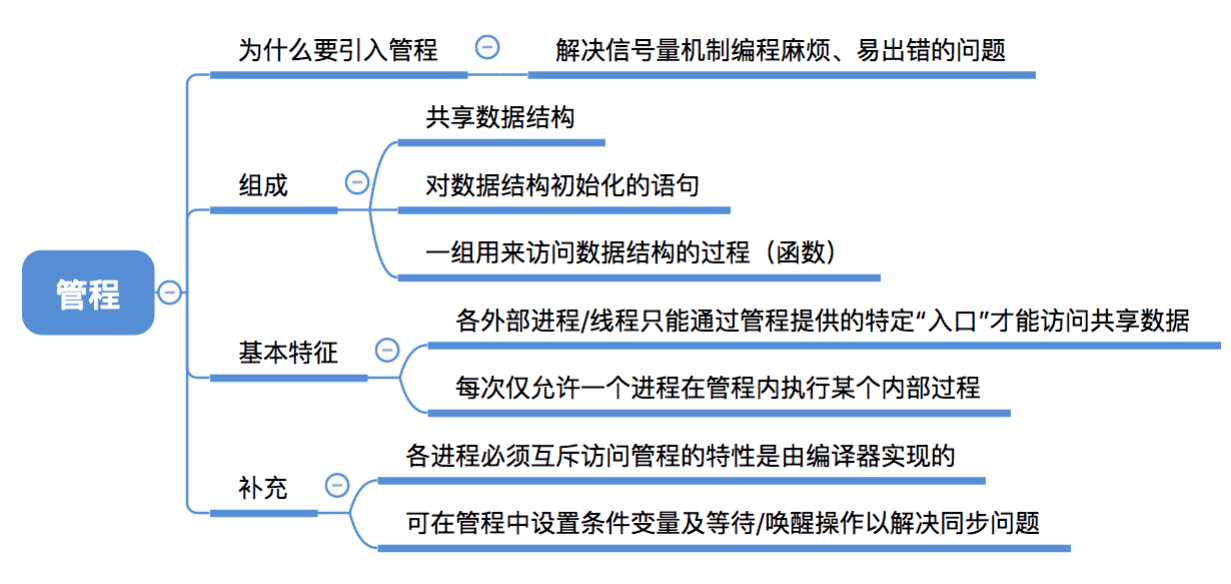 管程
为什么要引入管程
解决信号量机制编程麻烦、易出错的问题
组成
共享数据结构
对数据结构初始化的语句
一组用来访问数据结构的过程（函数）
基本特征
各外部进程/线程只能通过管程提供的特定“入口”才能访问共享数据
每次仅允许一个进程在管程内执行某个内部过程
补充
各进程必须互斥访问管程的特性是由编译器实现的
可在管程中设置条件变量及等待/唤醒操作以解决同步问题